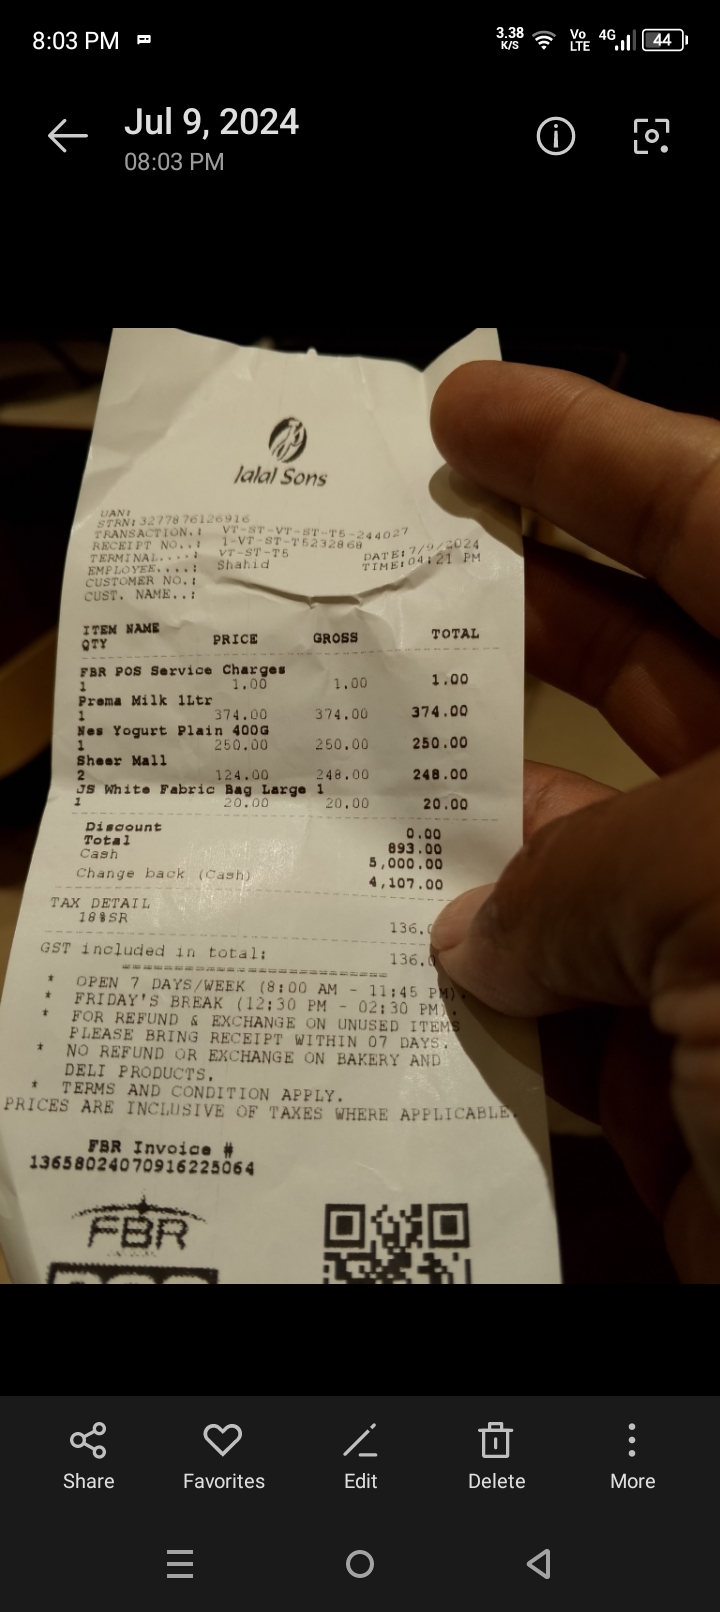 8:03 PM
3.38 K/S
Vo LTE
4G
44
Jul 9, 2024
08:03 PM
Jalal Sons
UAN:
STRN:3277876126916
TRANSACTION.: VT-ST-VT-ST-T5-244027
RECEIPT NO..: 1-VT-ST-T5232868
TERMINAL....: VT-ST-T5 DATE:7/9/2024
EMPLOYEE....: Shahid TIME:04:21 PM
CUSTOMER NO.:
CUST. NAME..:
ITEM NAME
QTY PRICE GROSS TOTAL
FBR POS Service Charges
1 1.00 1.00 1.00
Prema Milk 1Ltr
1 374.00 374.00 374.00
Nes Yogurt Plain 400G
1 250.00 250.00 250.00
Sheer Mall
2 124.00 248.00 248.00
JS White Fabric Bag Large 1
1 20.00 20.00 20.00
Discount 0.00
Total 893.00
Cash 5,000.00
Change back (Cash) 4,107.00
TAX DETAIL
18%SR 136.0
GST included in total: 136.0
* OPEN 7 DAYS/WEEK (8:00 AM - 11:45 PM).
* FRIDAY'S BREAK (12:30 PM - 02:30 PM).
* FOR REFUND & EXCHANGE ON UNUSED ITEMS
PLEASE BRING RECEIPT WITHIN 07 DAYS.
* NO REFUND OR EXCHANGE ON BAKERY AND
DELI PRODUCTS.
* TERMS AND CONDITION APPLY.
PRICES ARE INCLUSIVE OF TAXES WHERE APPLICABLE.
FBR Invoice #
13658024070916225064
FBR
Share
Favorites
Edit
Delete
More